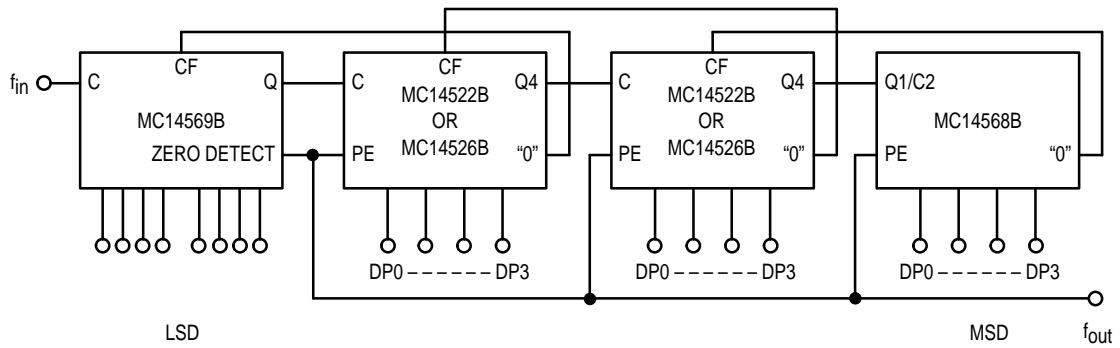 CF Q CF Q4 CF Q4
fin C C C Q1/C2
MC14522B MC14522B
MC14569B OR OR MC14568B
MC14526B MC14526B
ZERO DETECT PE “0” PE “0” PE “0”
DP0 – – – – – – DP3 DP0 – – – – – – DP3 DP0 – – – – – – DP3
LSD MSD fout